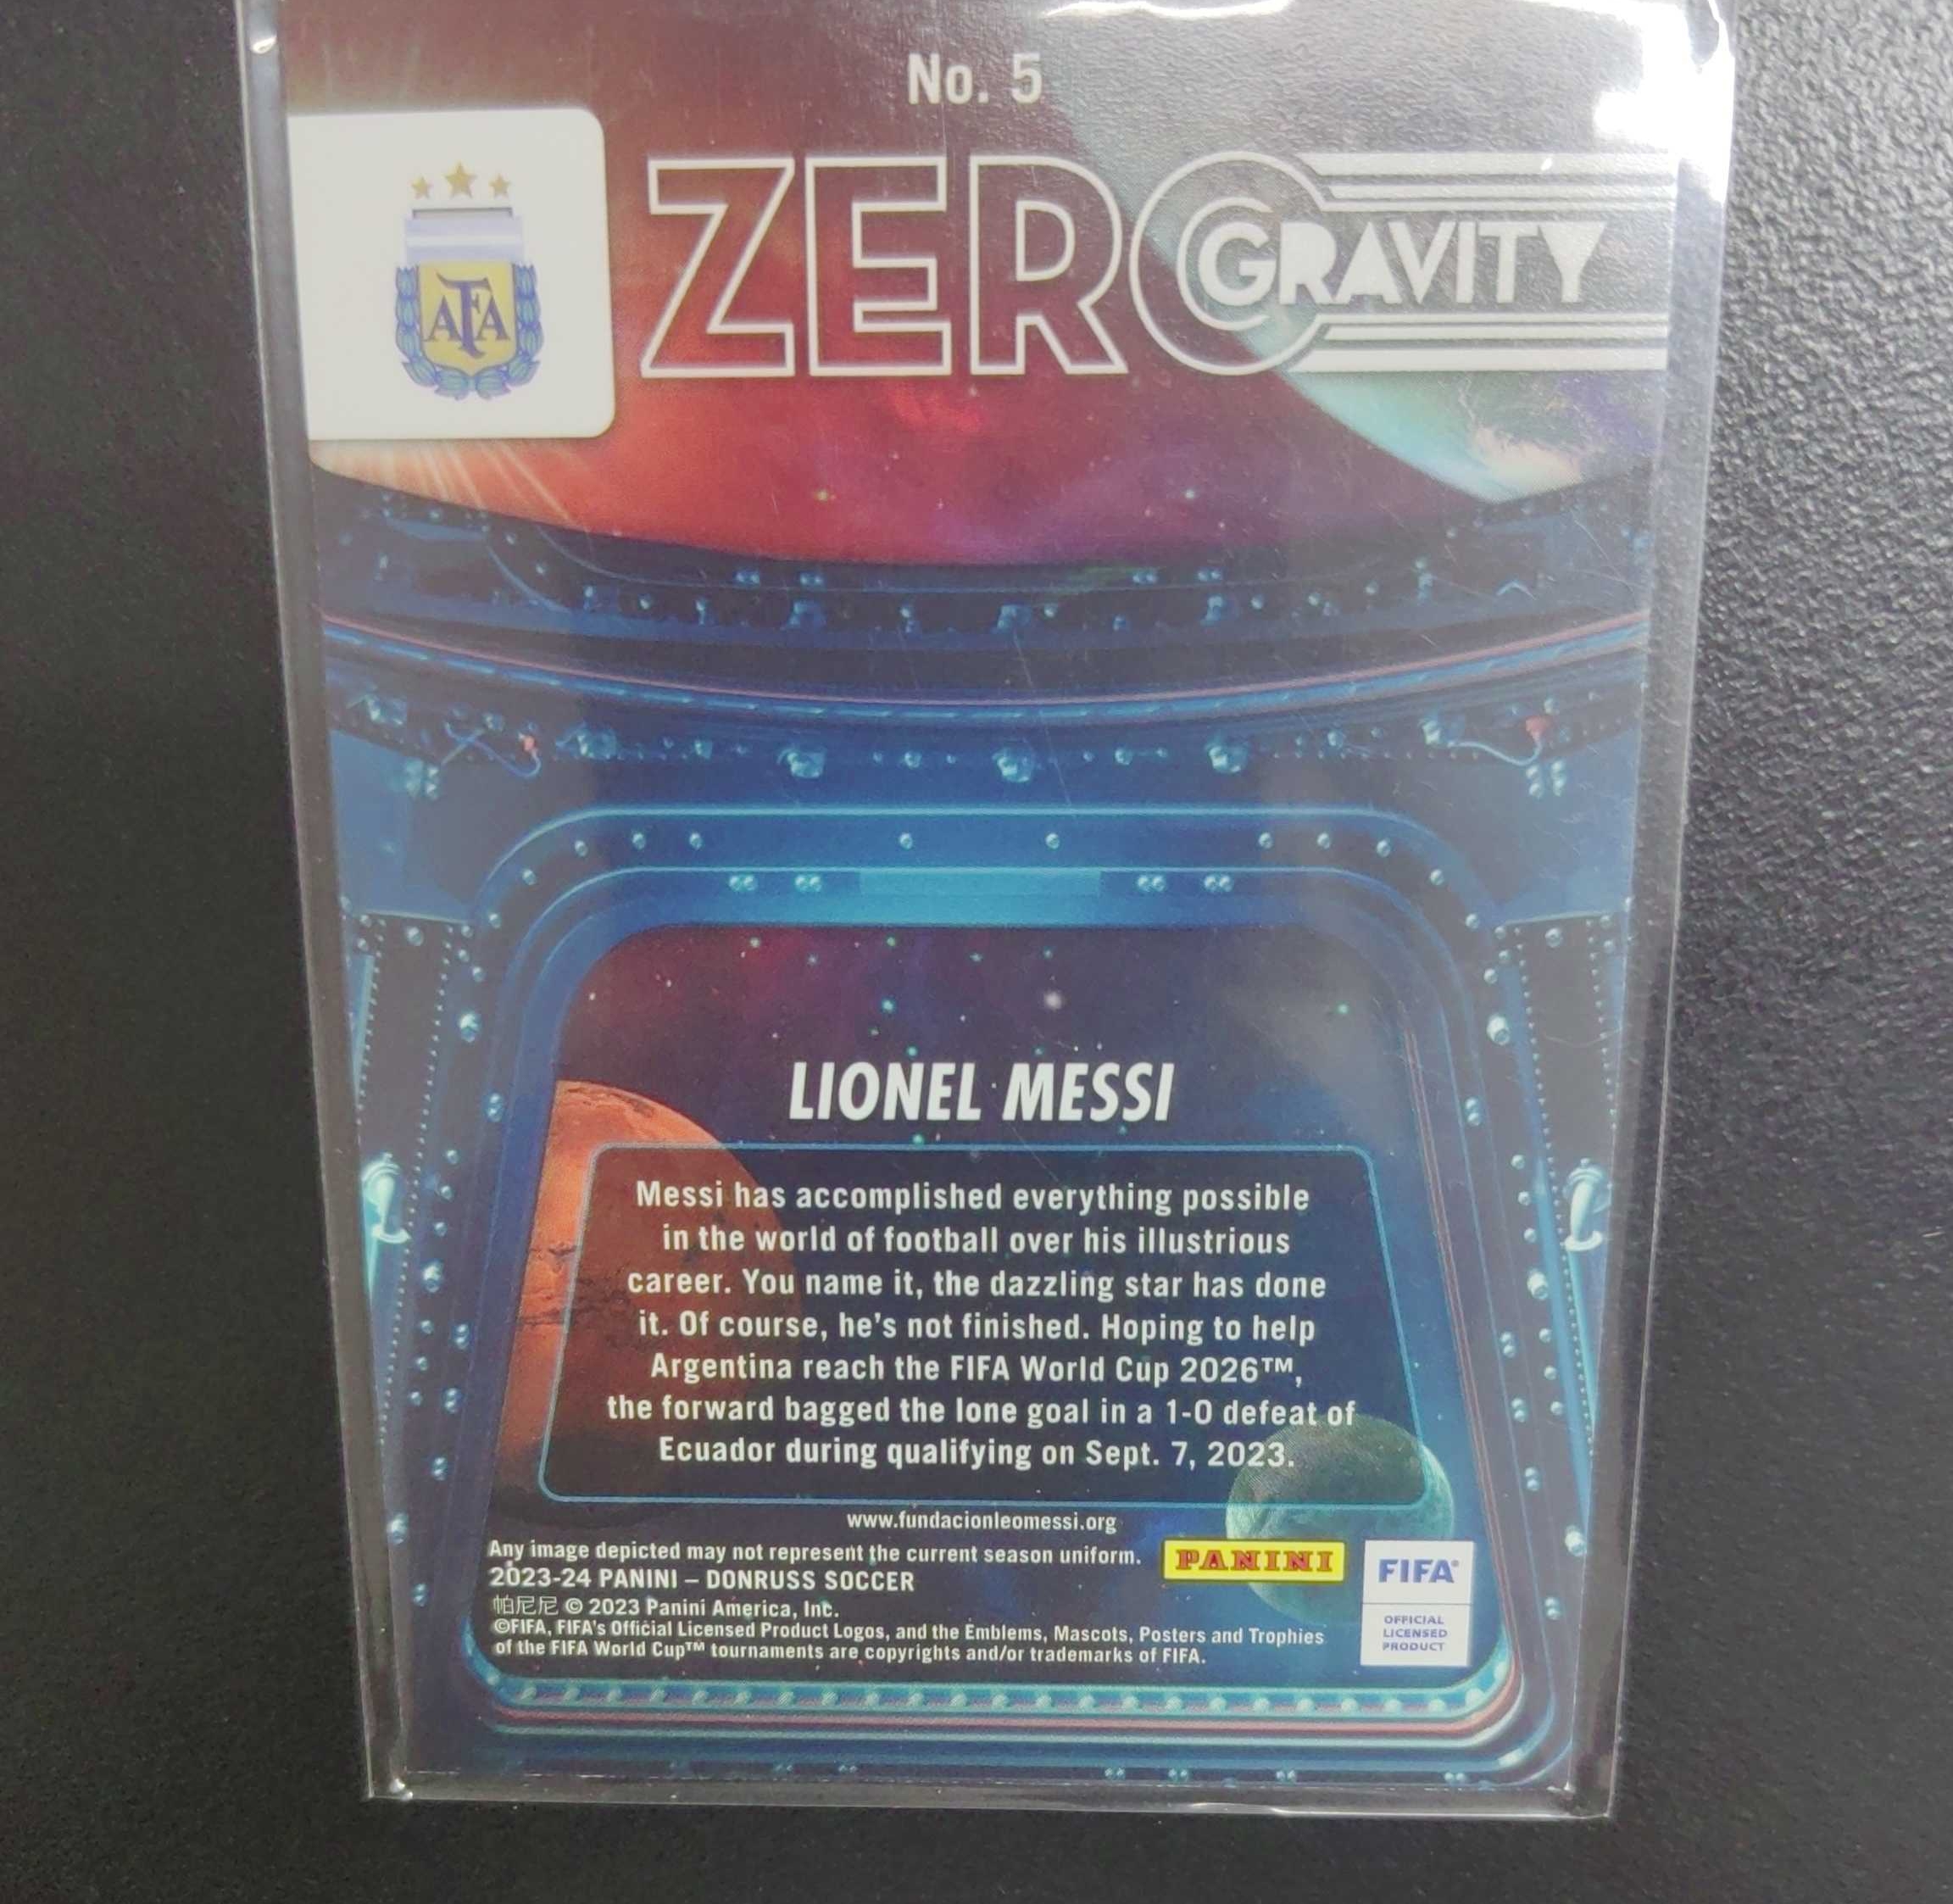 No. 5
ZERO
GRAVITY
AFA
LIONEL MESSI
Messi has accomplished everything possible
in the world of football over his illustrious
career. You name it, the dazzling star has done
it. Of course, he's not finished. Hoping to help
Argentina reach the FIFA World Cup 2026™,
the forward bagged the lone goal in a 1-0 defeat of
Ecuador during qualifying on Sept. 7, 2023.
www.fundacionleomessi.org
Any image depicted may not represent the current season uniform.
2023-24 PANINI – DONRUSS SOCCER
帕尼尼 © 2023 Panini America, Inc.
©FIFA, FIFA's Official Licensed Product Logos, and the Emblems, Mascots, Posters and Trophies
of the FIFA World Cup™ tournaments are copyrights and/or trademarks of FIFA.
PANINI
FIFA®
OFFICIAL
LICENSED
PRODUCT